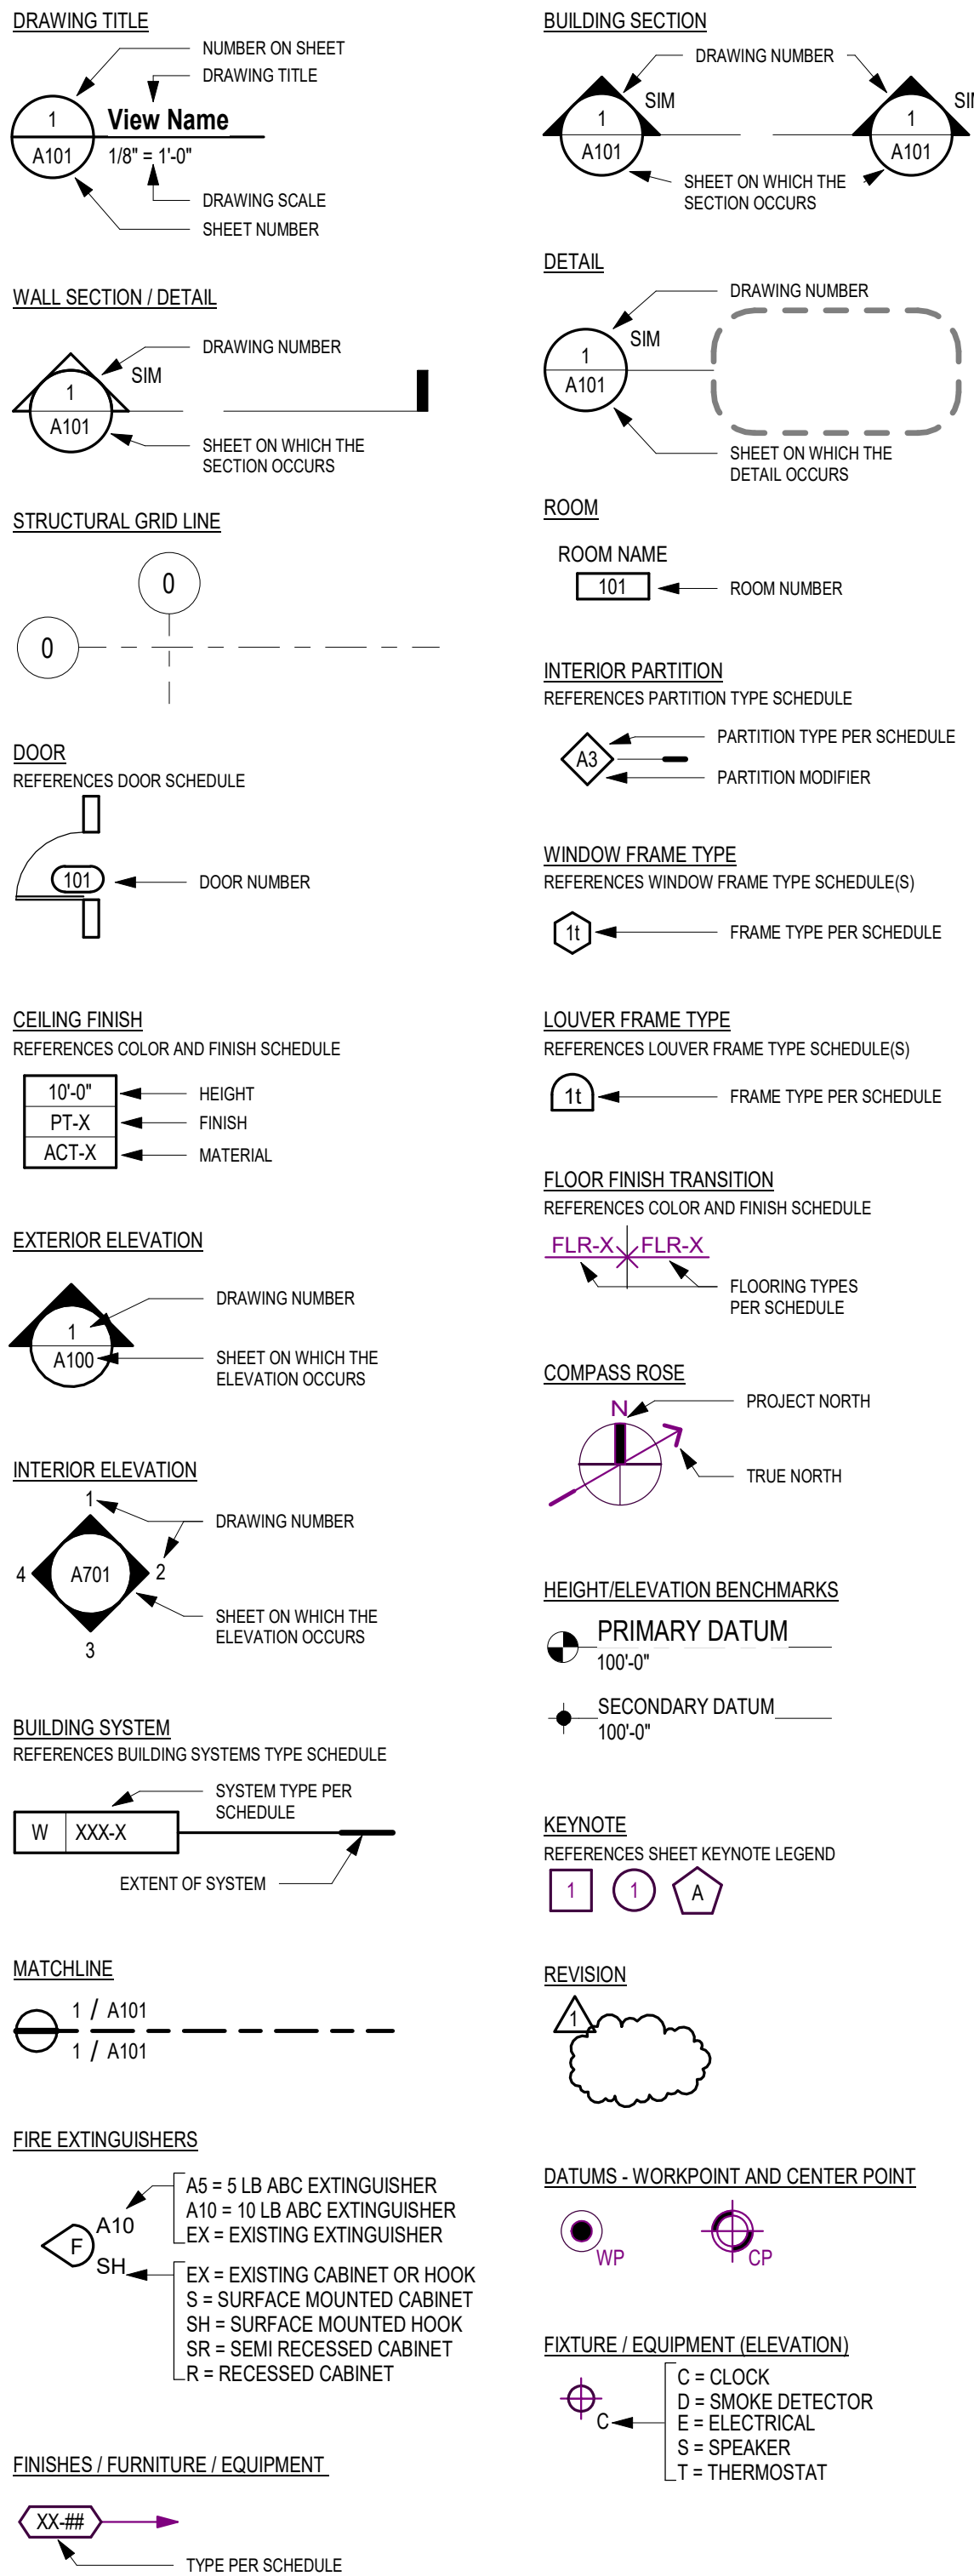 DRAWING TITLE
NUMBER ON SHEET
DRAWING TITLE
1
View Name
A101
1/8" = 1'-0"
DRAWING SCALE
SHEET NUMBER
WALL SECTION / DETAIL
DRAWING NUMBER
SIM
1
A101
SHEET ON WHICH THE
SECTION OCCURS
STRUCTURAL GRID LINE
0
0
DOOR
REFERENCES DOOR SCHEDULE
101
DOOR NUMBER
CEILING FINISH
REFERENCES COLOR AND FINISH SCHEDULE
10'-0"
HEIGHT
PT-X
FINISH
ACT-X
MATERIAL
EXTERIOR ELEVATION
DRAWING NUMBER
1
A100
SHEET ON WHICH THE
ELEVATION OCCURS
INTERIOR ELEVATION
1
DRAWING NUMBER
4
A701
2
SHEET ON WHICH THE
ELEVATION OCCURS
3
BUILDING SYSTEM
REFERENCES BUILDING SYSTEMS TYPE SCHEDULE
SYSTEM TYPE PER
SCHEDULE
W XXX-X
EXTENT OF SYSTEM
MATCHLINE
1 / A101
1 / A101
FIRE EXTINGUISHERS
A5 = 5 LB ABC EXTINGUISHER
A10 = 10 LB ABC EXTINGUISHER
EX = EXISTING EXTINGUISHER
A10
F
SH
EX = EXISTING CABINET OR HOOK
S = SURFACE MOUNTED CABINET
SH = SURFACE MOUNTED HOOK
SR = SEMI RECESSED CABINET
R = RECESSED CABINET
FINISHES / FURNITURE / EQUIPMENT
XX-##
TYPE PER SCHEDULE
BUILDING SECTION
DRAWING NUMBER
SIM
SIM
1
1
A101
A101
SHEET ON WHICH THE
SECTION OCCURS
DETAIL
DRAWING NUMBER
SIM
1
A101
SHEET ON WHICH THE
DETAIL OCCURS
ROOM
ROOM NAME
101
ROOM NUMBER
INTERIOR PARTITION
REFERENCES PARTITION TYPE SCHEDULE
PARTITION TYPE PER SCHEDULE
A3
PARTITION MODIFIER
WINDOW FRAME TYPE
REFERENCES WINDOW FRAME TYPE SCHEDULE(S)
1t
FRAME TYPE PER SCHEDULE
LOUVER FRAME TYPE
REFERENCES LOUVER FRAME TYPE SCHEDULE(S)
1t
FRAME TYPE PER SCHEDULE
FLOOR FINISH TRANSITION
REFERENCES COLOR AND FINISH SCHEDULE
FLR-X FLR-X
FLOORING TYPES
PER SCHEDULE
COMPASS ROSE
N
PROJECT NORTH
TRUE NORTH
HEIGHT/ELEVATION BENCHMARKS
PRIMARY DATUM
100'-0"
SECONDARY DATUM
100'-0"
KEYNOTE
REFERENCES SHEET KEYNOTE LEGEND
1 1 A
REVISION
1
DATUMS - WORKPOINT AND CENTER POINT
WP
CP
FIXTURE / EQUIPMENT (ELEVATION)
C
C = CLOCK
D = SMOKE DETECTOR
E = ELECTRICAL
S = SPEAKER
T = THERMOSTAT